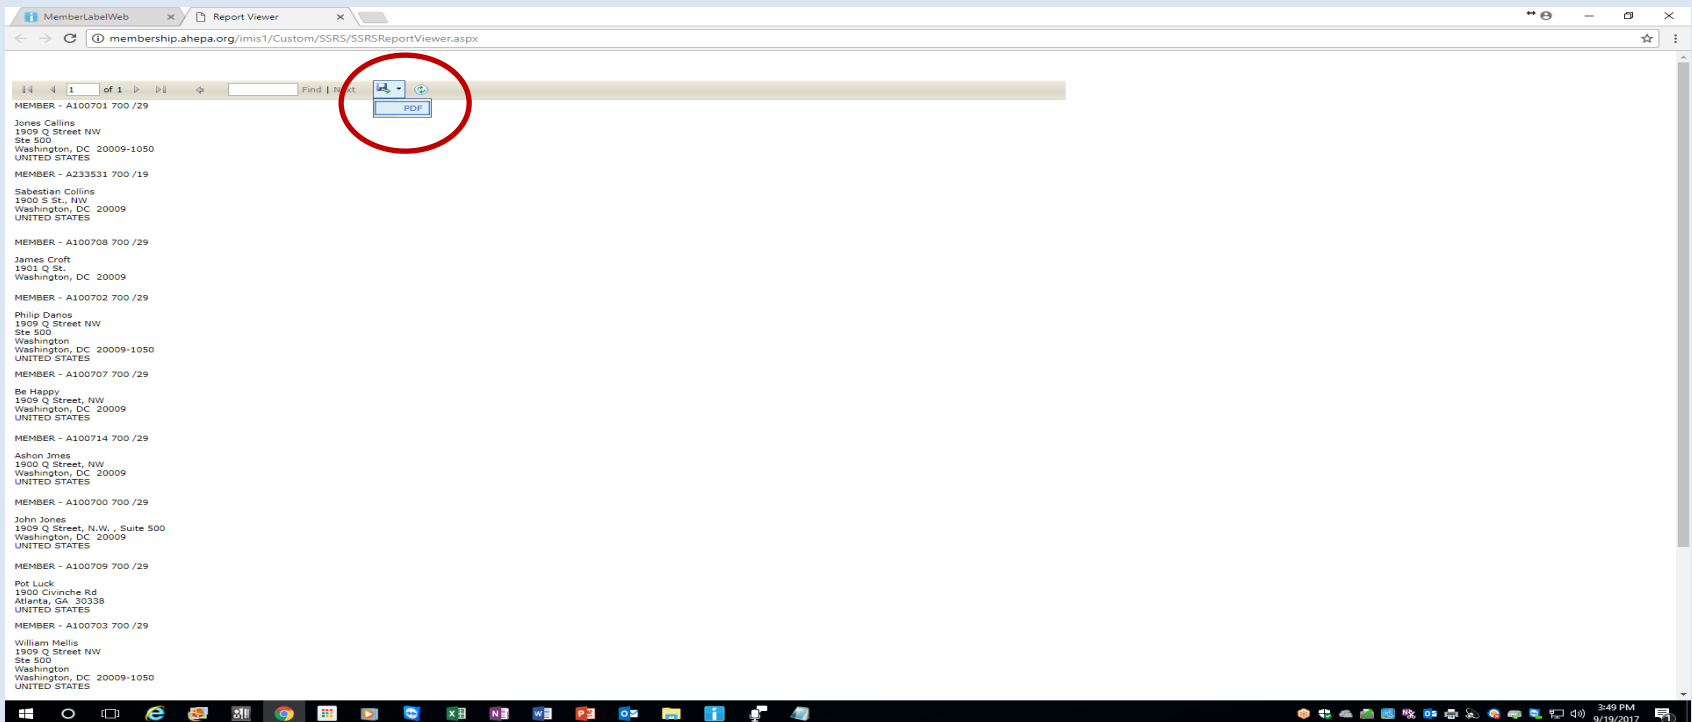 MemberLabelWeb
Report Viewer
membership.ahepa.org/imis1/Custom/SSRS/SSRSReportViewer.aspx
1 of 1 Find | Next
PDF
MEMBER - A100701 700 /29
Jones Callins
1909 Q Street NW
Ste 500
Washington, DC 20009-1050
UNITED STATES
MEMBER - A233531 700 /19
Sabestian Collins
1900 S St., NW
Washington, DC 20009
UNITED STATES
MEMBER - A100708 700 /29
James Croft
1901 Q St.
Washington, DC 20009
MEMBER - A100702 700 /29
Philip Danos
1909 Q Street NW
Ste 500
Washington
Washington, DC 20009-1050
UNITED STATES
MEMBER - A100707 700 /29
Be Happy
1909 Q Street, NW
Washington, DC 20009
UNITED STATES
MEMBER - A100714 700 /29
Ashon Jmes
1900 Q Street, NW
Washington, DC 20009
UNITED STATES
MEMBER - A100700 700 /29
John Jones
1909 Q Street, N.W. , Suite 500
Washington, DC 20009
UNITED STATES
MEMBER - A100709 700 /29
Pot Luck
1900 Civinche Rd
Atlanta, GA 30338
UNITED STATES
MEMBER - A100703 700 /29
William Mellis
1909 Q Street NW
Ste 500
Washington
Washington, DC 20009-1050
UNITED STATES
3:49 PM
9/19/2017